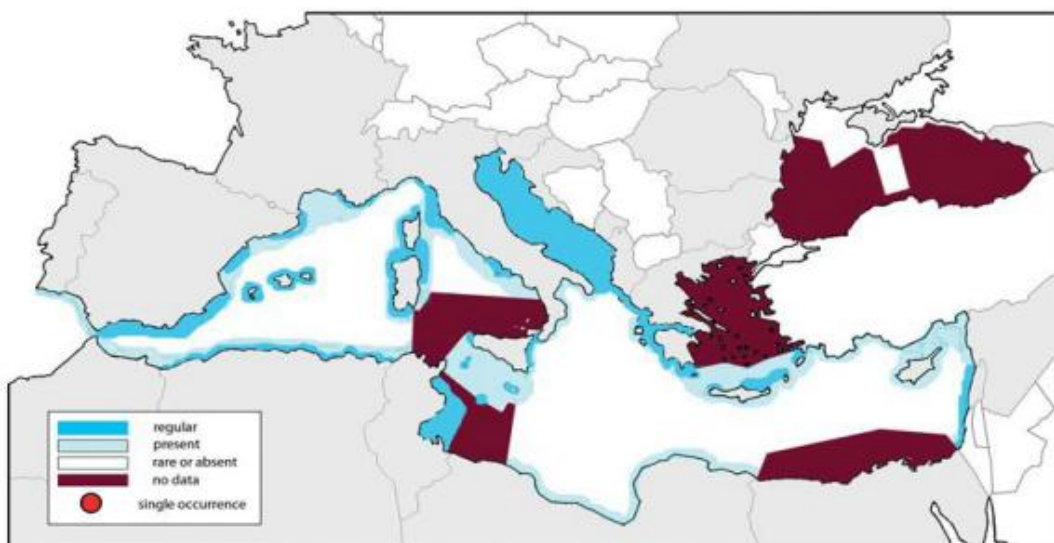 regular
present
rare or absent
no data
single occurrence